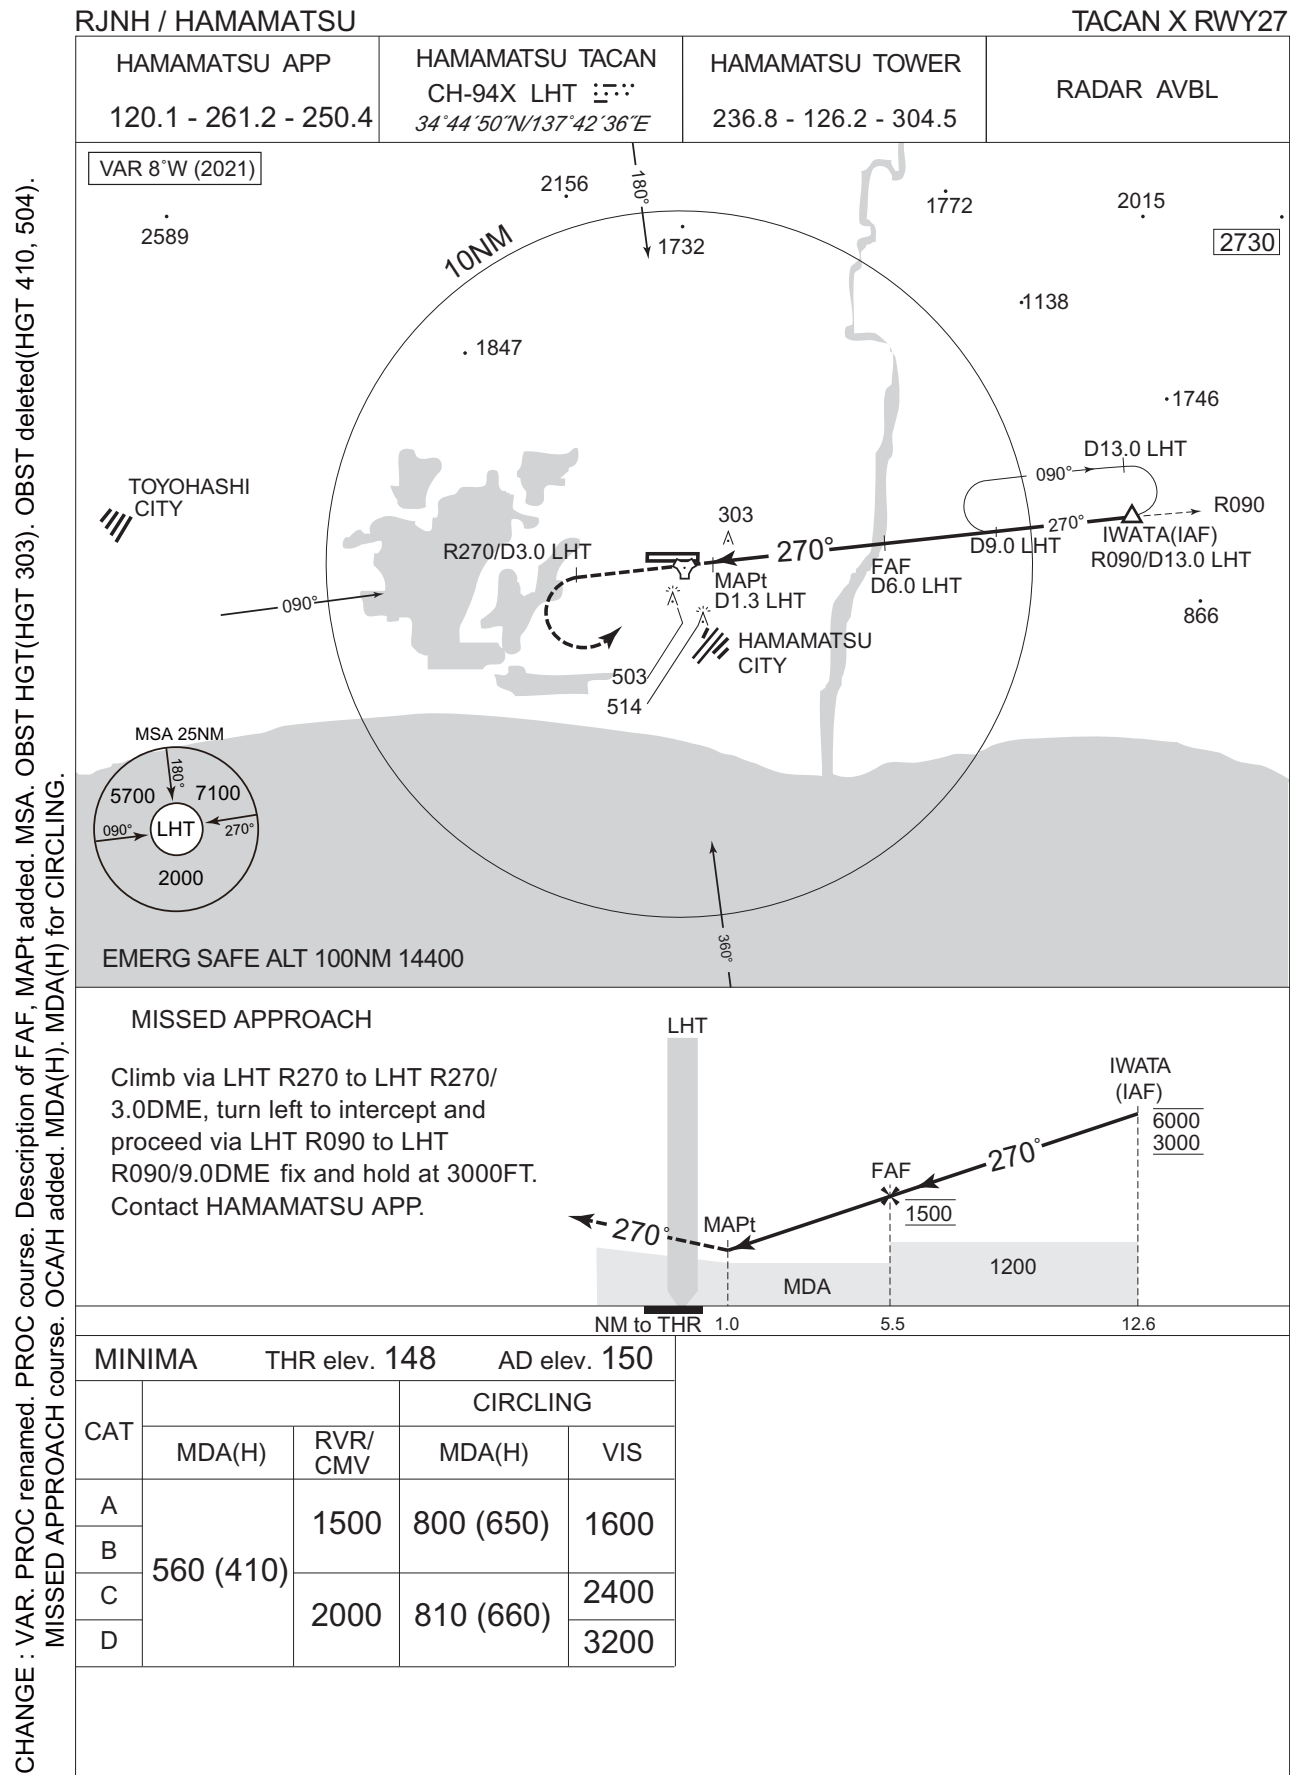 RJNH / HAMAMATSU
TACAN X RWY27
HAMAMATSU APP
120.1 - 261.2 - 250.4
HAMAMATSU TACAN
CH-94X LHT
34˚44´50˝N/137˚42´36˝E
HAMAMATSU TOWER
236.8 - 126.2 - 304.5
RADAR AVBL
VAR 8˚W (2021)
2589
2156
180°
1732
1772
2015
2730
10NM
1138
1847
1746
D13.0 LHT
090°
TOYOHASHI
CITY
R090
303
270°
IWATA(IAF)
R090/D13.0 LHT
D9.0 LHT
270°
R270/D3.0 LHT
FAF
D6.0 LHT
MAPt
D1.3 LHT
090°
866
HAMAMATSU
CITY
503
514
MSA 25NM
180°
5700
7100
090°
LHT
270°
2000
360°
EMERG SAFE ALT 100NM 14400
MISSED APPROACH
Climb via LHT R270 to LHT R270/
3.0DME, turn left to intercept and
proceed via LHT R090 to LHT
R090/9.0DME fix and hold at 3000FT.
Contact HAMAMATSU APP.
LHT
IWATA
(IAF)
6000
3000
270°
FAF
1500
MAPt
270°
1200
MDA
NM to THR 1.0 5.5 12.6
MINIMA THR elev. 148 AD elev. 150
CAT
CIRCLING
MDA(H)
RVR/
CMV
MDA(H)
VIS
A
B
C
D
560 (410)
1500
800 (650)
1600
2000
810 (660)
2400
3200
CHANGE : VAR. PROC renamed. PROC course. Description of FAF, MAPt added. MSA. OBST HGT(HGT 303). OBST deleted(HGT 410, 504).
MISSED APPROACH course. OCA/H added. MDA(H). MDA(H) for CIRCLING.